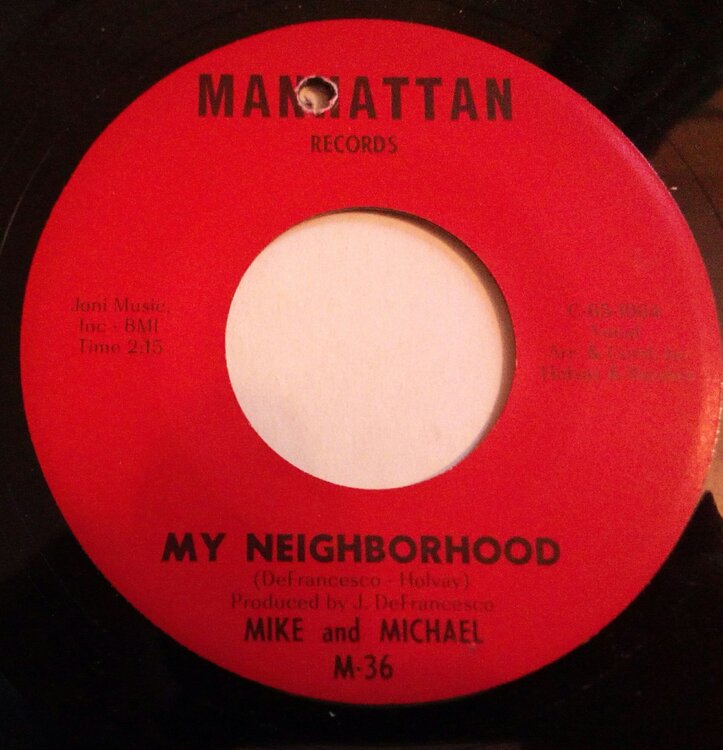 MANHATTAN
RECORDS
Joni Music,
Inc - BMI
Time 2:15
Vocal
MY NEIGHBORHOOD
(DeFrancesco - Holvay)
Produced by J. DeFrancesco
MIKE and MICHAEL
M-36